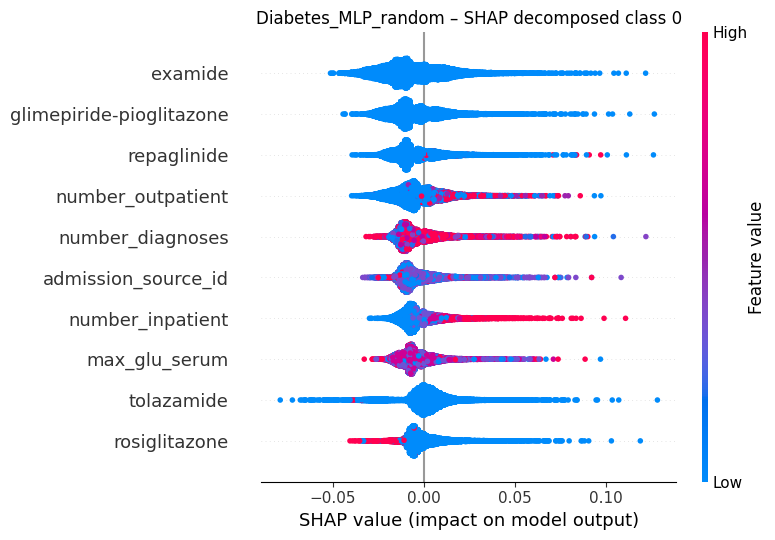 Diabetes_MLP_random – SHAP decomposed class 0
High
examide
glimepiride-pioglitazone
repaglinide
number_outpatient
number_diagnoses
admission_source_id
number_inpatient
max_glu_serum
tolazamide
rosiglitazone
Feature value
Low
−0.05 0.00 0.05 0.10
SHAP value (impact on model output)